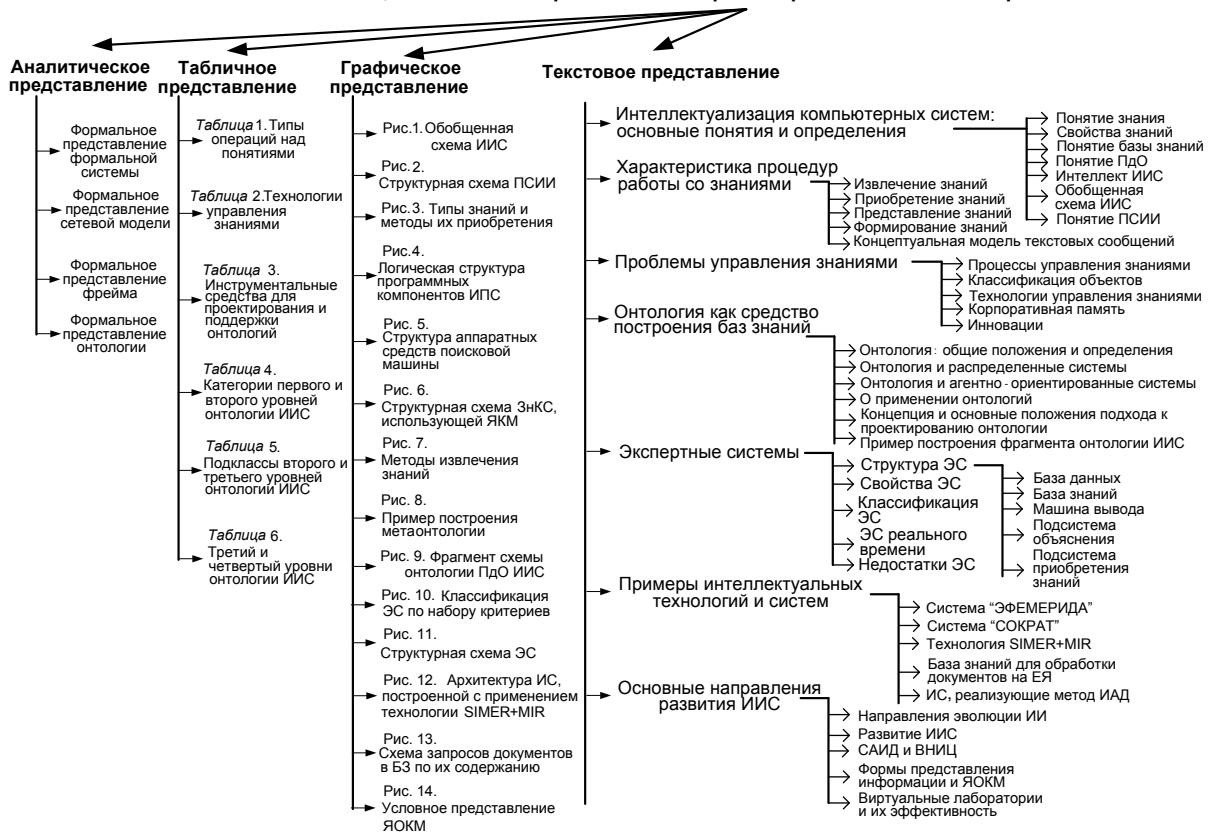 Аналитическое
представление
Формальное
представление
формальной
системы
Формальное
представление
сетевой модели
Формальное
представление
фрейма
Формальное
представление
онтологии
Табличное
представление
Таблица 1. Типы
операций над
понятиями
Таблица 2.Технологии
управления
знаниями
Таблица 3.
Инструментальные
средства для
проектирования и
поддержки
онтологий
Таблица 4.
Категории первого и
второго уровней
онтологии ИИС
Таблица 5.
Подклассы второго и
третьего уровней
онтологии ИИС
Таблица 6.
Третий и
четвертый уровни
онтологии ИИС
Графическое
представление
Рис.1. Обобщенная
схема ИИС
Рис.2.
Структурная схема ПСИИ
Рис.3. Типы знаний и
методы их приобретения
Рис.4.
Логическая структура
программных
компонентов ИПС
Рис. 5.
Структура аппаратных
средств поисковой
машины
Рис. 6.
Структурная схема ЗнКС,
использующей ЯКМ
Рис. 7.
Методы извлечения
знаний
Рис. 8.
Пример построения
метаонтологии
Рис. 9. Фрагмент схемы
онтологии ПдО ИИС
Рис. 10. Классификация
ЭС по набору критериев
Рис. 11.
Структурная схема ЭС
Рис. 12. Архитектура ИС,
построенной с применением
технологии SIMER+MIR
Рис. 13.
Схема запросов документов
в БЗ по их содержанию
Рис. 14.
Условное представление
ЯОКМ
Текстовое представление
Интеллектуализация компьютерных систем:
основные понятия и определения
Понятие знания
Свойства знаний
Понятие базы знаний
Понятие ПдО
Интеллект ИИС
Обобщенная
схема ИИС
Понятие ПСИИ
Характеристика процедур
работы со знаниями
Извлечение знаний
Приобретение знаний
Представление знаний
Формирование знаний
Концептуальная модель текстовых сообщений
Проблемы управления знаниями
Процессы управления знаниями
Классификация объектов
Технологии управления знаниями
Корпоративная память
Инновации
Онтология как средство
построения баз знаний
Онтология: общие положения и определения
Онтология и распределенные системы
Онтология и агентно-ориентированные системы
О применении онтологий
Концепция и основные положения подхода к
проектированию онтологии
Пример построения фрагмента онтологии ИИС
Экспертные системы
Структура ЭС
Свойства ЭС
Классификация
ЭС
ЭС реального
времени
Недостатки ЭС
База данных
База знаний
Машина вывода
Подсистема
объяснения
Подсистема
приобретения
знаний
Примеры интеллектуальных
технологий и систем
Система “ЭФЕМЕРИДА”
Система “СОКРАТ”
Технология SIMER+MIR
База знаний для обработки
документов на ЕЯ
ИС, реализующие метод ИАД
Основные направления
развития ИИС
Направления эволюции ИИ
Развитие ИИС
САИД и ВНИЦ
Формы представления
информации и ЯОКМ
Виртуальные лаборатории
и их эффективность